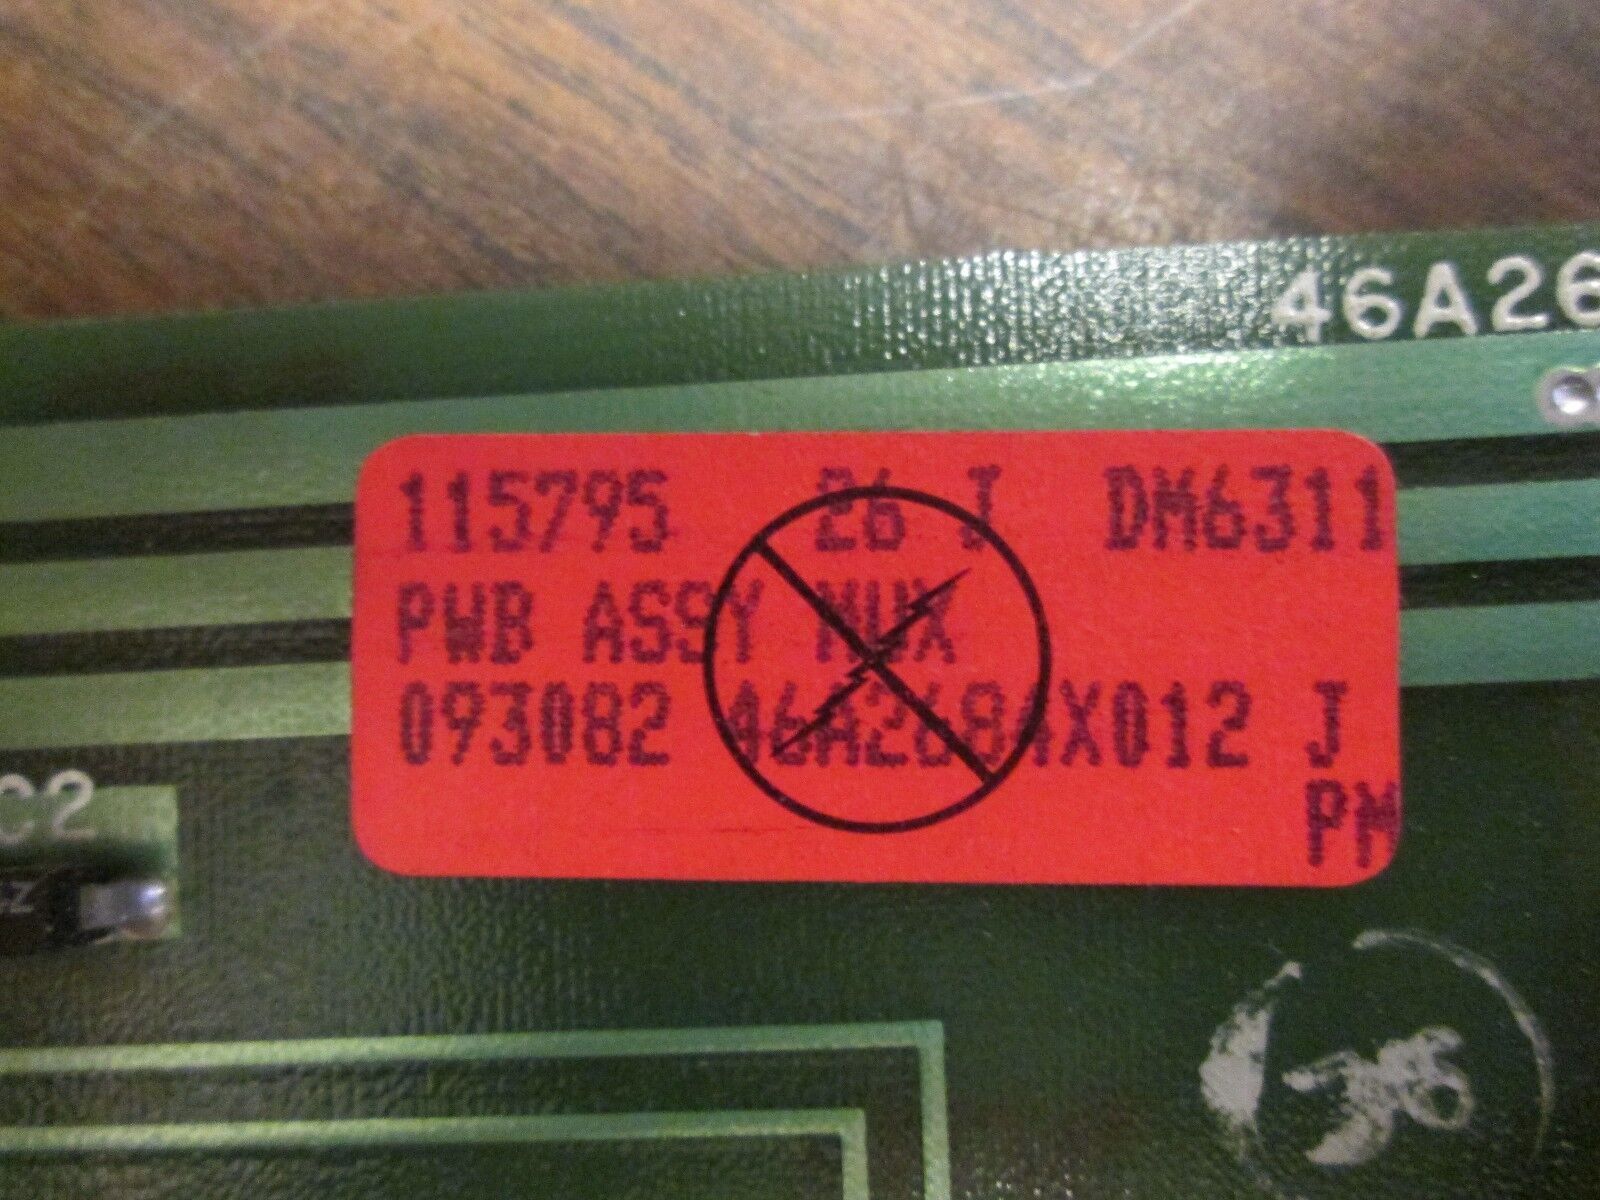 46A26
115795 26 J DM6311
PWB ASSY MUX
093082 46A2684X012 J
PM
C2